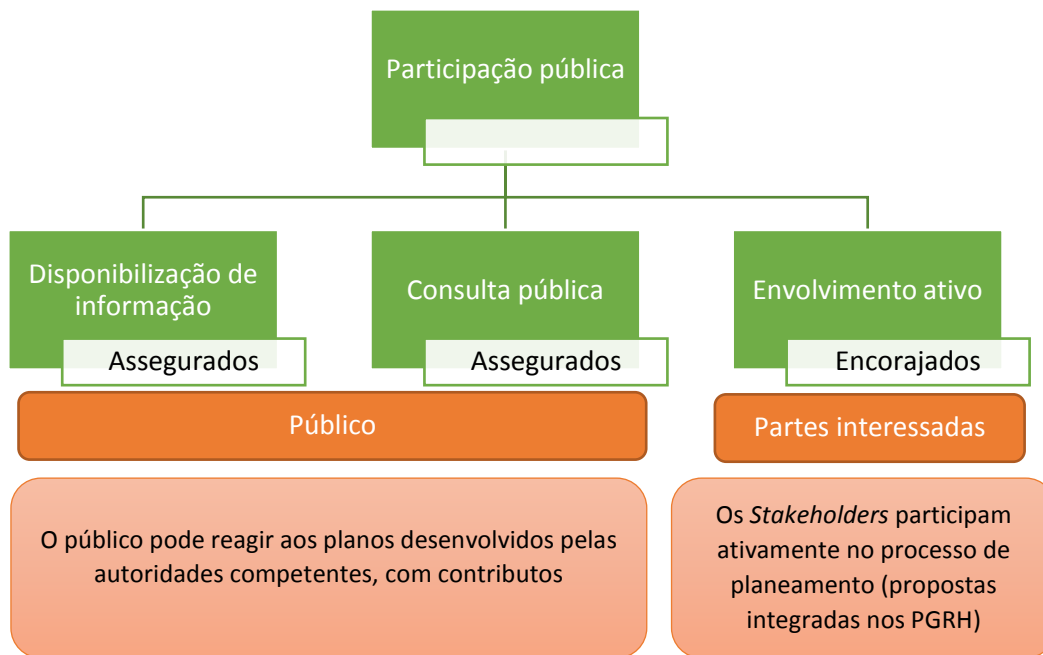 Participação pública
Disponibilização de
informação
Assegurados
Consulta pública
Assegurados
Envolvimento ativo
Encorajados
Público
Partes interessadas
O público pode reagir aos planos desenvolvidos pelas
autoridades competentes, com contributos
Os Stakeholders participam
ativamente no processo de
planeamento (propostas
integradas nos PGRH)